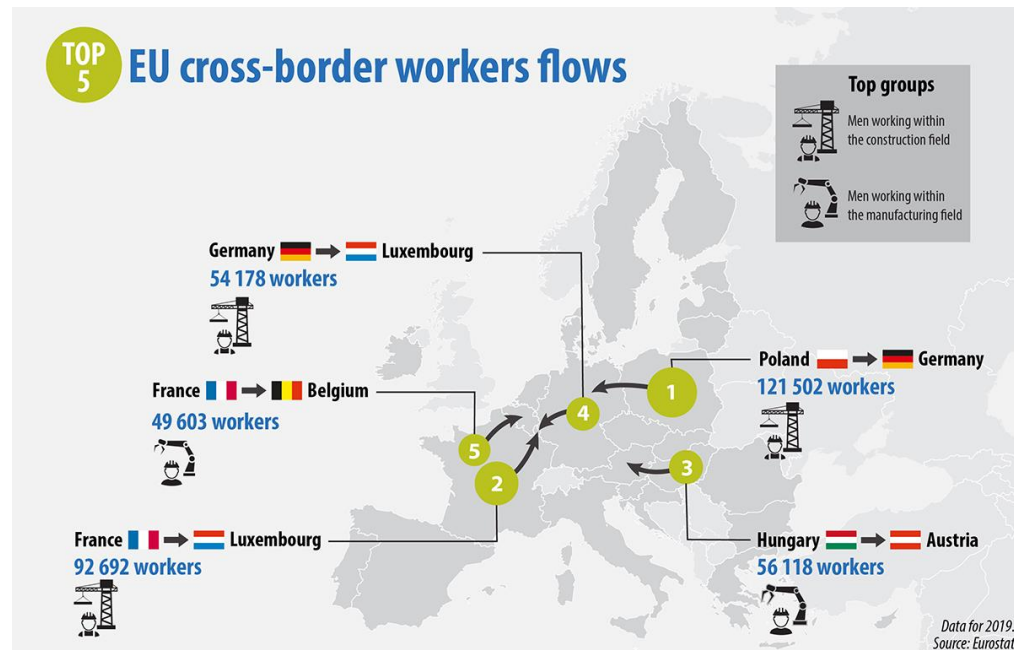 TOP
5
EU cross-border workers flows
Top groups
Men working within
the construction field
Men working within
the manufacturing field
Germany Luxembourg
54 178 workers
France Belgium
49 603 workers
France Luxembourg
92 692 workers
Poland Germany
121 502 workers
Hungary Austria
56 118 workers
1
4
5
2
3
Data for 2019.
Source: Eurostat